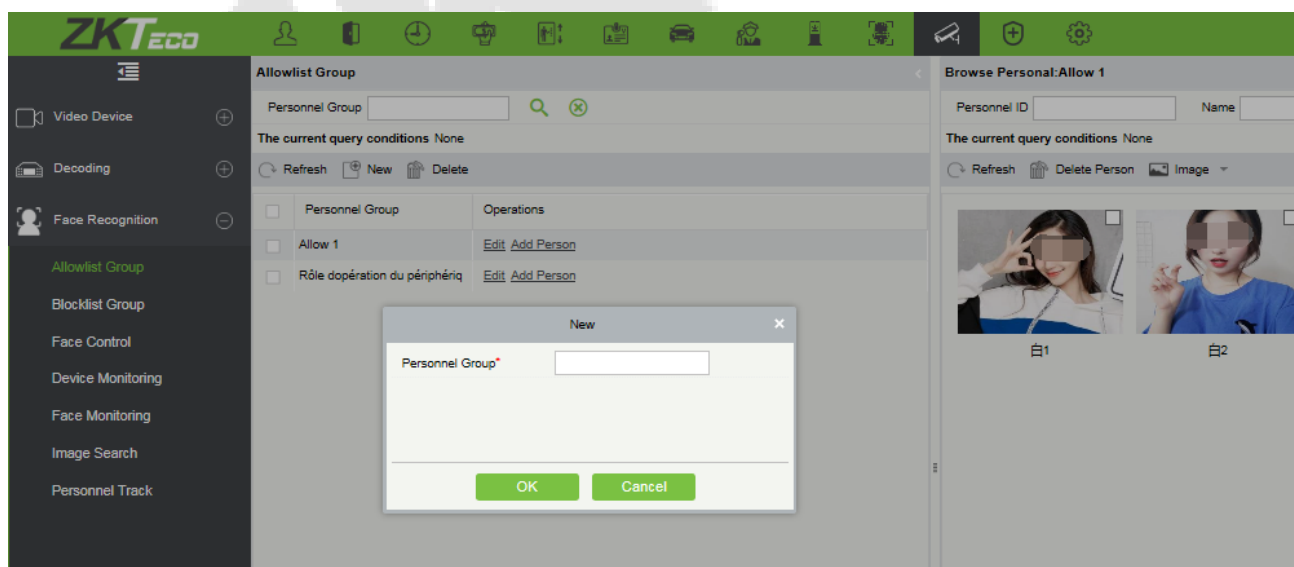 ZKTECO
Allowlist Group
Browse Personal:Allow 1
Video Device
Personnel Group
Personnel ID
Name
The current query conditions None
The current query conditions None
Decoding
Refresh New Delete
Refresh Delete Person Image
Face Recognition
Personnel Group Operations
Allow 1 Edit Add Person
Rôle dopération du périphériq Edit Add Person
Allowlist Group
Blocklist Group
Face Control
Device Monitoring
Face Monitoring
Image Search
Personnel Track
New
Personnel Group*
OK Cancel
白1
白2